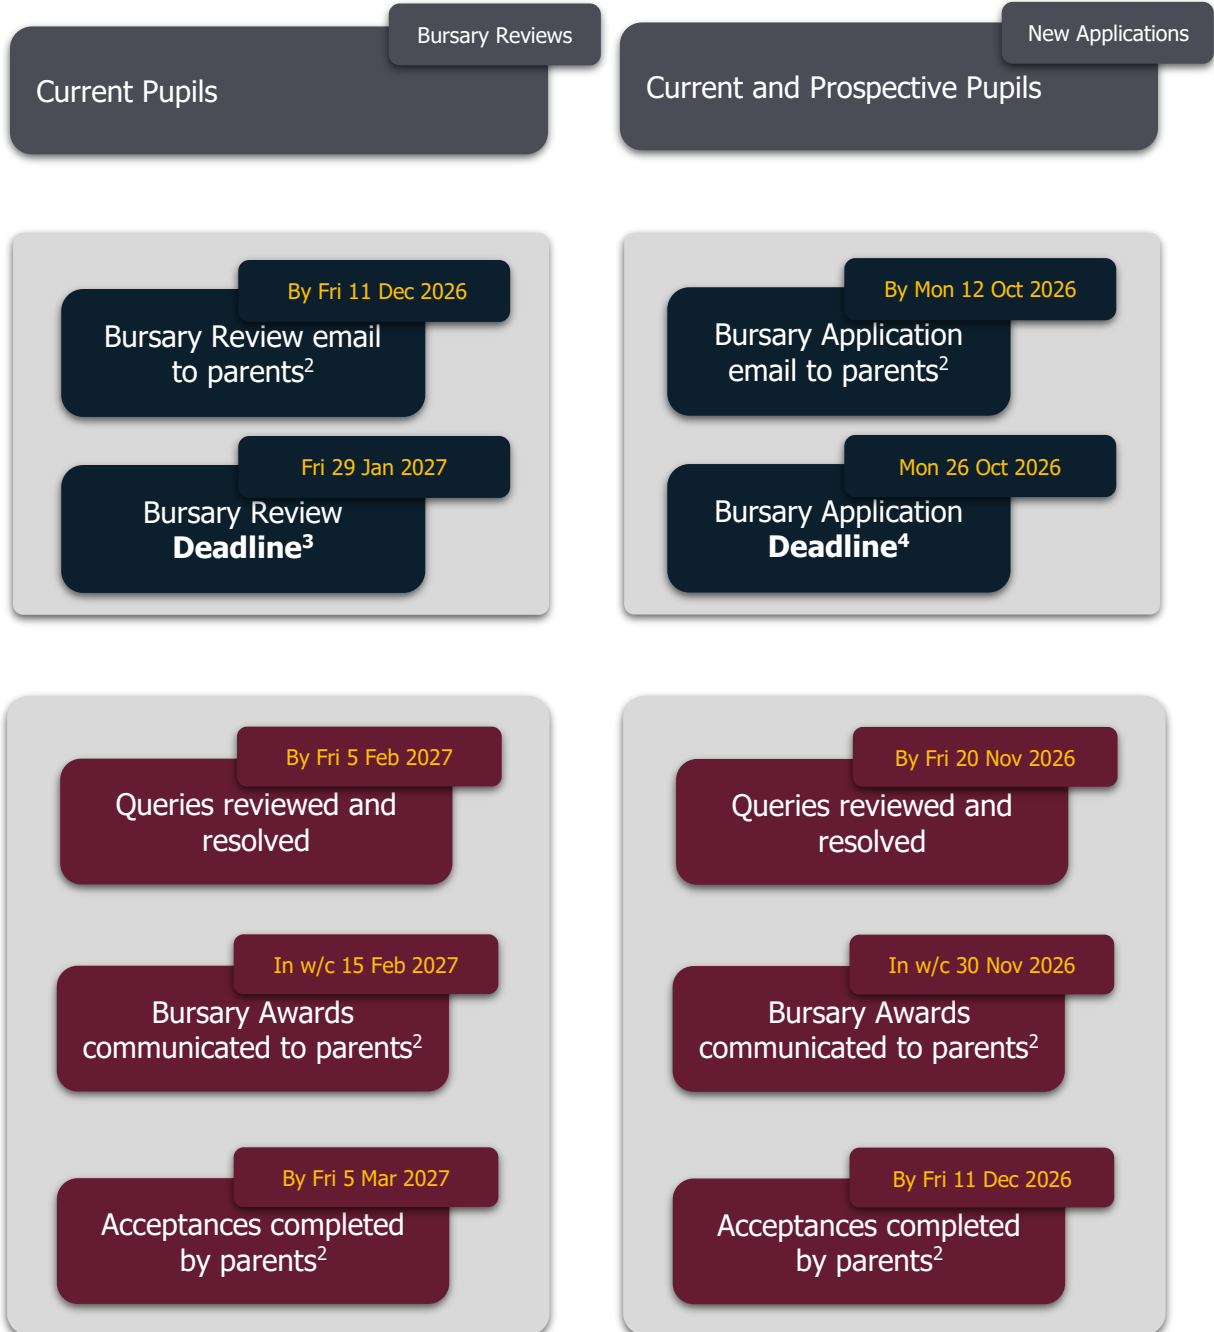 Bursary Reviews
Current Pupils
By Fri 11 Dec 2026
Bursary Review email
to parents²
Fri 29 Jan 2027
Bursary Review
Deadline³
By Fri 5 Feb 2027
Queries reviewed and
resolved
In w/c 15 Feb 2027
Bursary Awards
communicated to parents²
By Fri 5 Mar 2027
Acceptances completed
by parents²
New Applications
Current and Prospective Pupils
By Mon 12 Oct 2026
Bursary Application
email to parents²
Mon 26 Oct 2026
Bursary Application
Deadline⁴
By Fri 20 Nov 2026
Queries reviewed and
resolved
In w/c 30 Nov 2026
Bursary Awards
communicated to parents²
By Fri 11 Dec 2026
Acceptances completed
by parents²